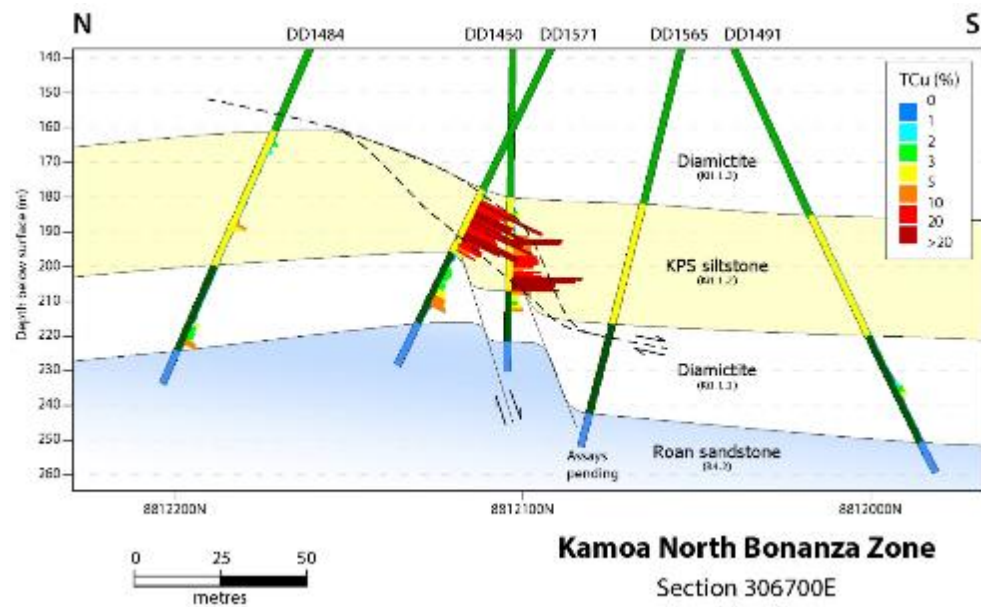 N
S
DD1484
DD1450
DD1571
DD1565
DD1491
TCu (%)
0
1
2
3
5
10
20
>20
Depth below surface (m)
140
150
160
170
180
190
200
210
220
230
240
250
260
Diamictite
KPS siltstone
Diamictite
Roan sandstone
Assays
pending
8812200N
8812100N
8812000N
0
25
50
metres
Kamoa North Bonanza Zone
Section 306700E